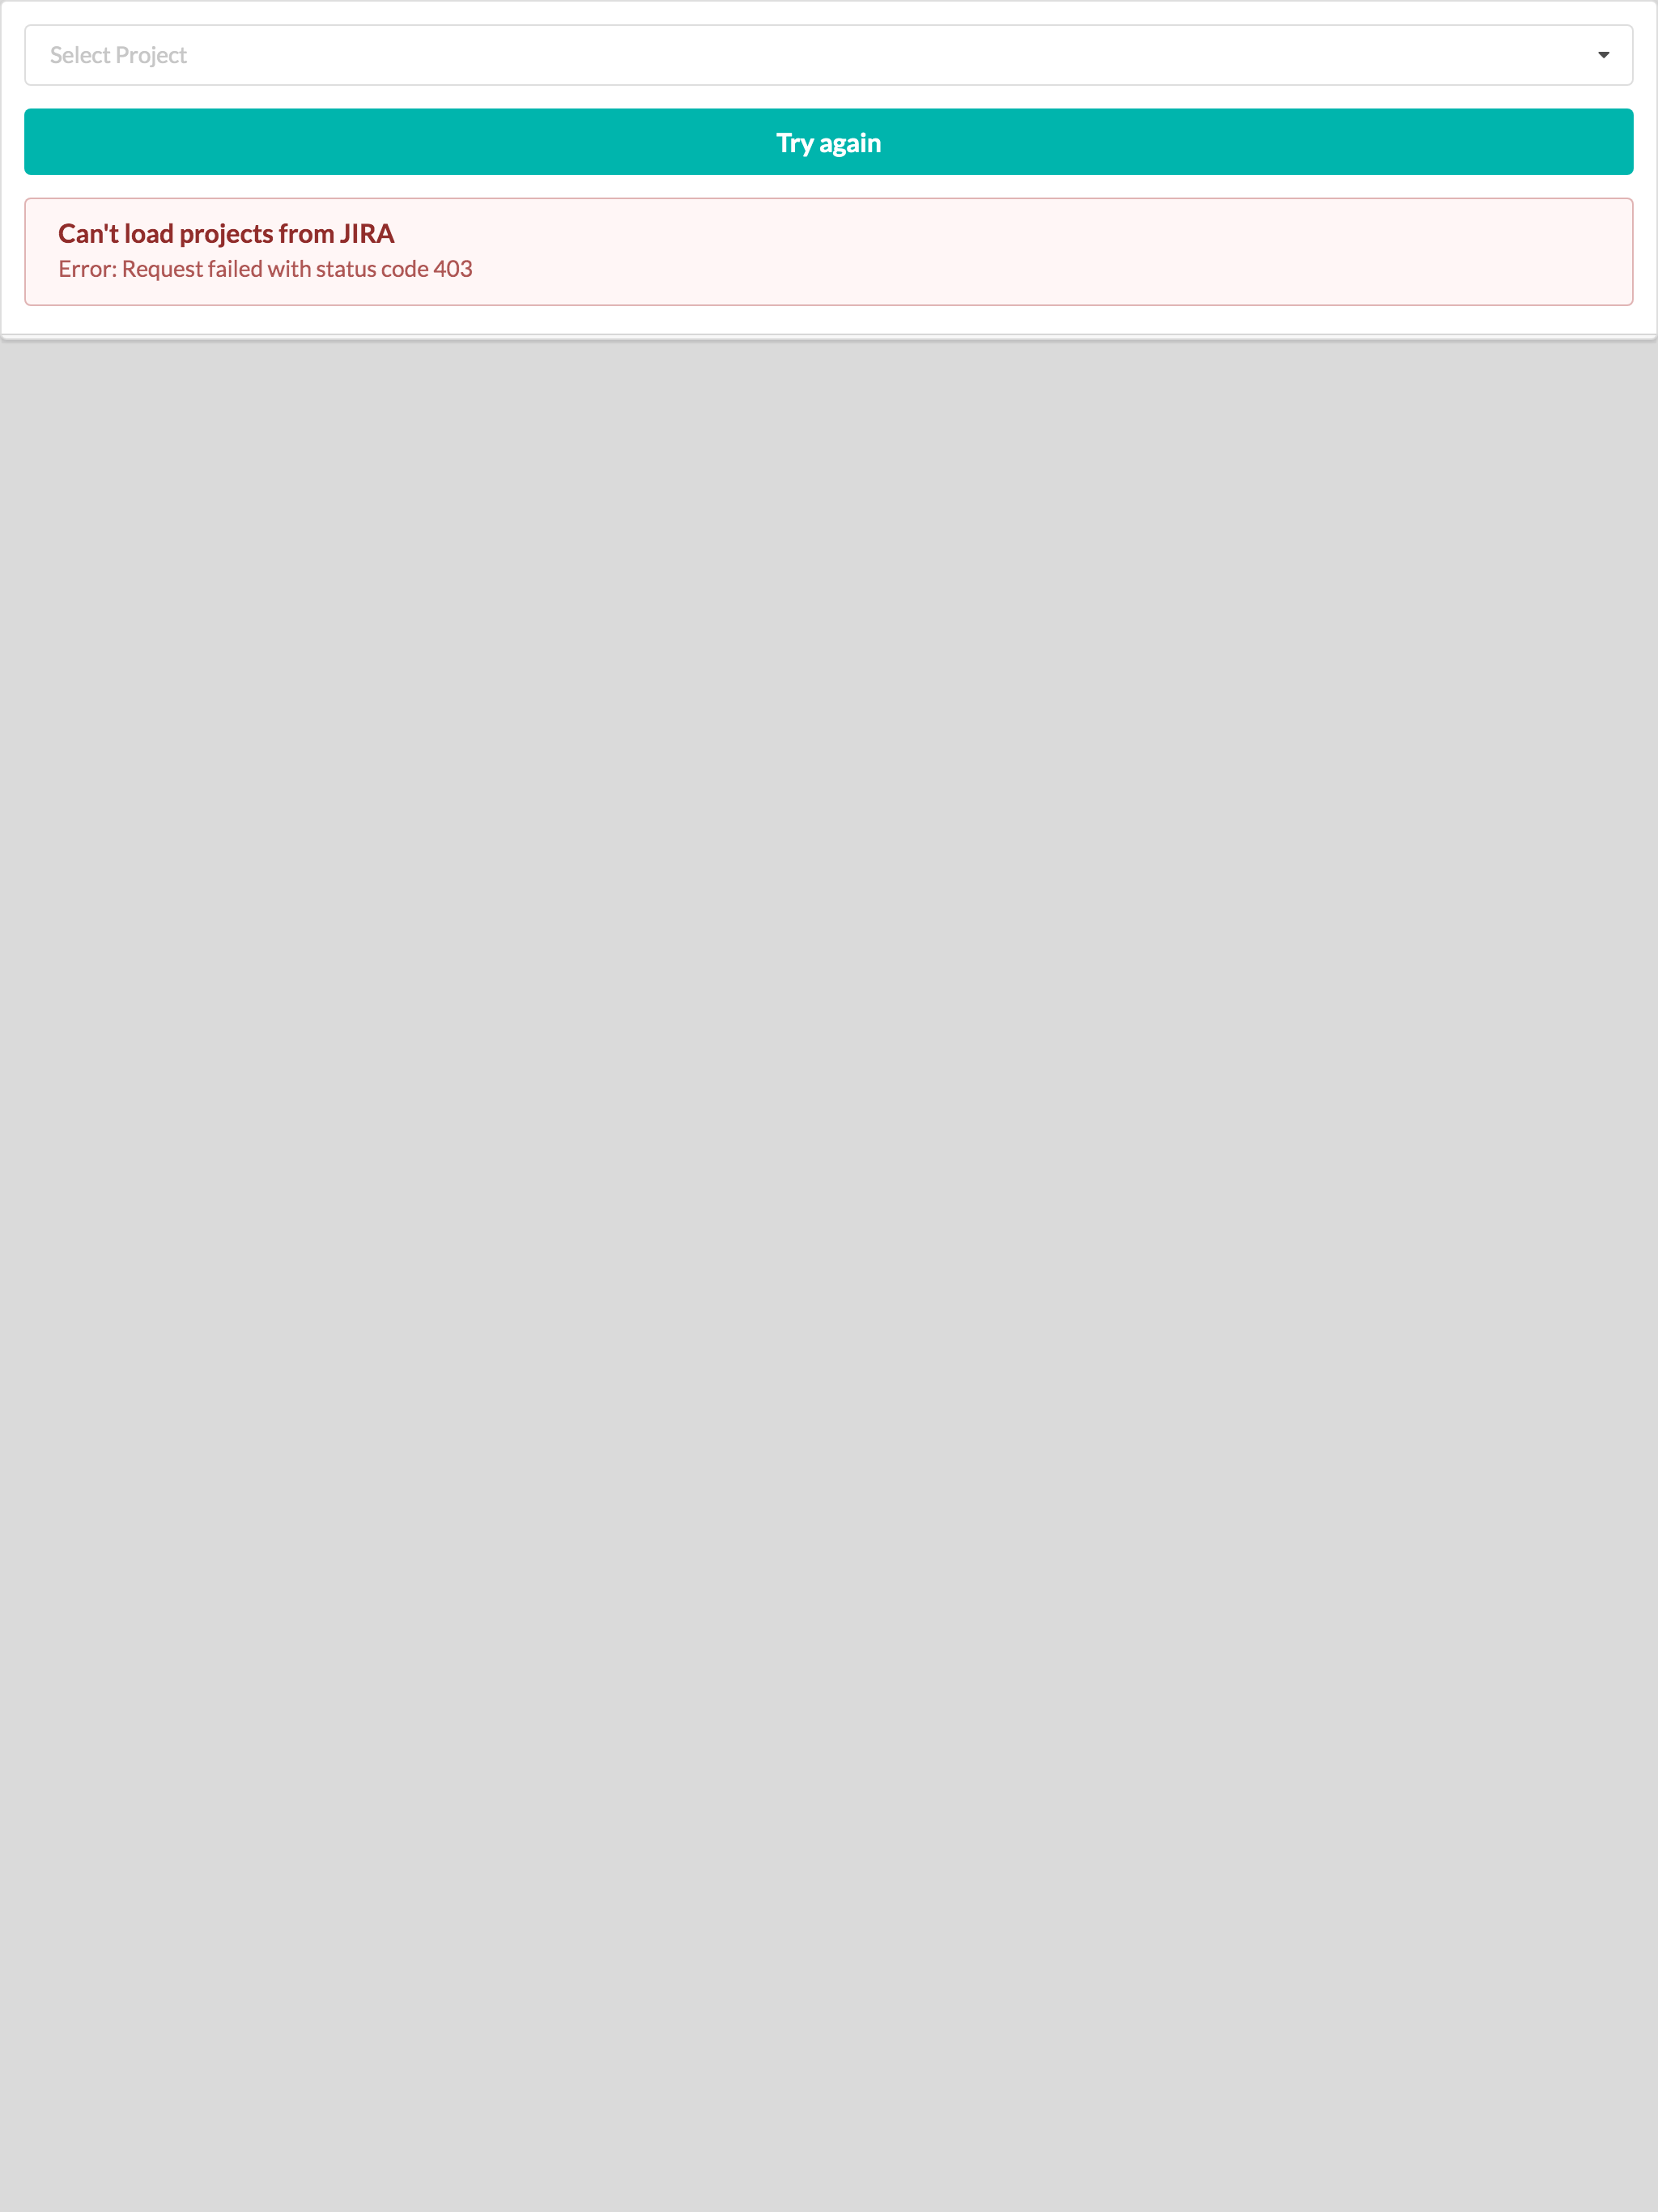 Select Project
Try again
Can't load projects from JIRA
Error: Request failed with status code 403